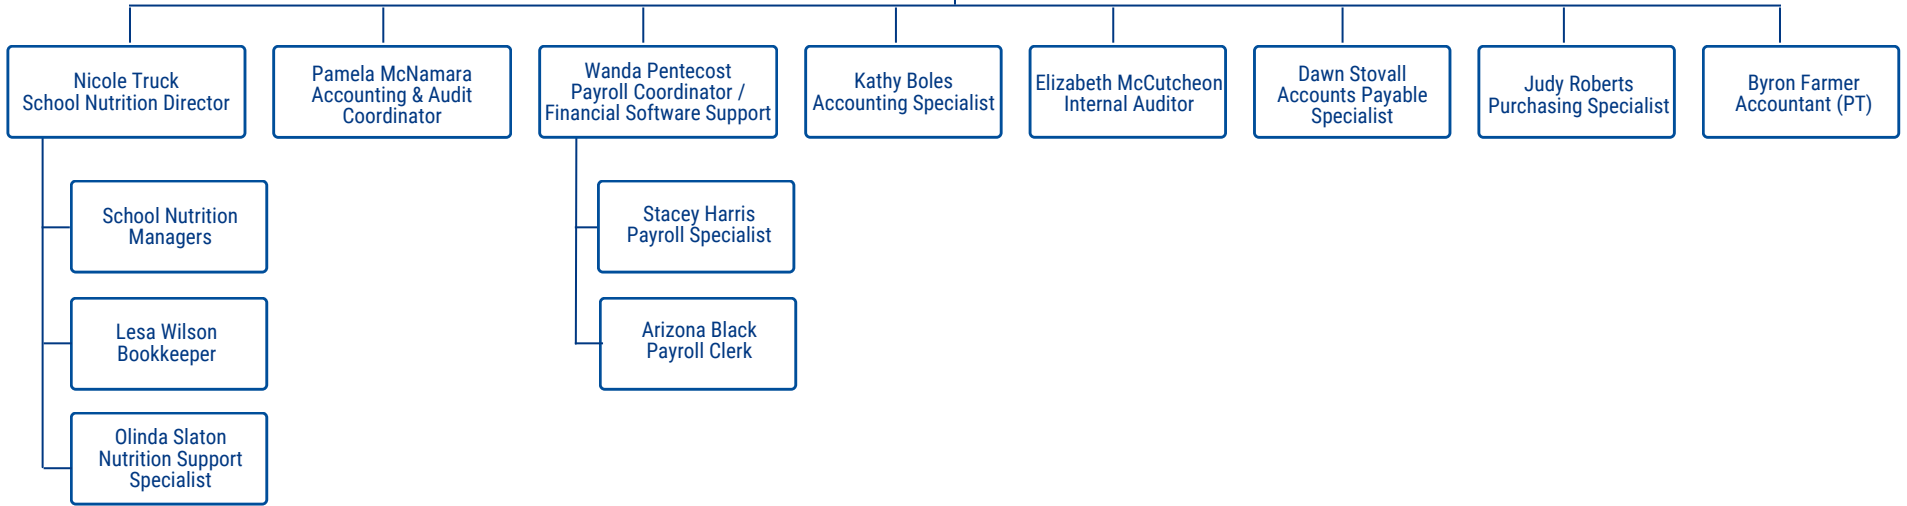 Nicole Truck
School Nutrition Director
Pamela McNamara
Accounting & Audit
Coordinator
Wanda Pentecost
Payroll Coordinator /
Financial Software Support
Kathy Boles
Accounting Specialist
Elizabeth McCutcheon
Internal Auditor
Dawn Stovall
Accounts Payable
Specialist
Judy Roberts
Purchasing Specialist
Byron Farmer
Accountant (PT)
School Nutrition
Managers
Lesa Wilson
Bookkeeper
Olinda Slaton
Nutrition Support
Specialist
Stacey Harris
Payroll Specialist
Arizona Black
Payroll Clerk